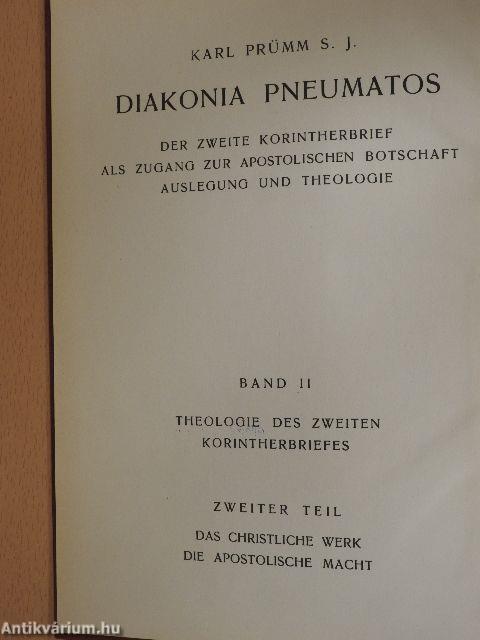 KARL PRÜMM S. J.
DIAKONIA PNEUMATOS
DER ZWEITE KORINTHERBRIEF
ALS ZUGANG ZUR APOSTOLISCHEN BOTSCHAFT
AUSLEGUNG UND THEOLOGIE
BAND II
THEOLOGIE DES ZWEITEN
KORINTHERBRIEFES
ZWEITER TEIL
DAS CHRISTLICHE WERK
DIE APOSTOLISCHE MACHT
Antikvárium.hu